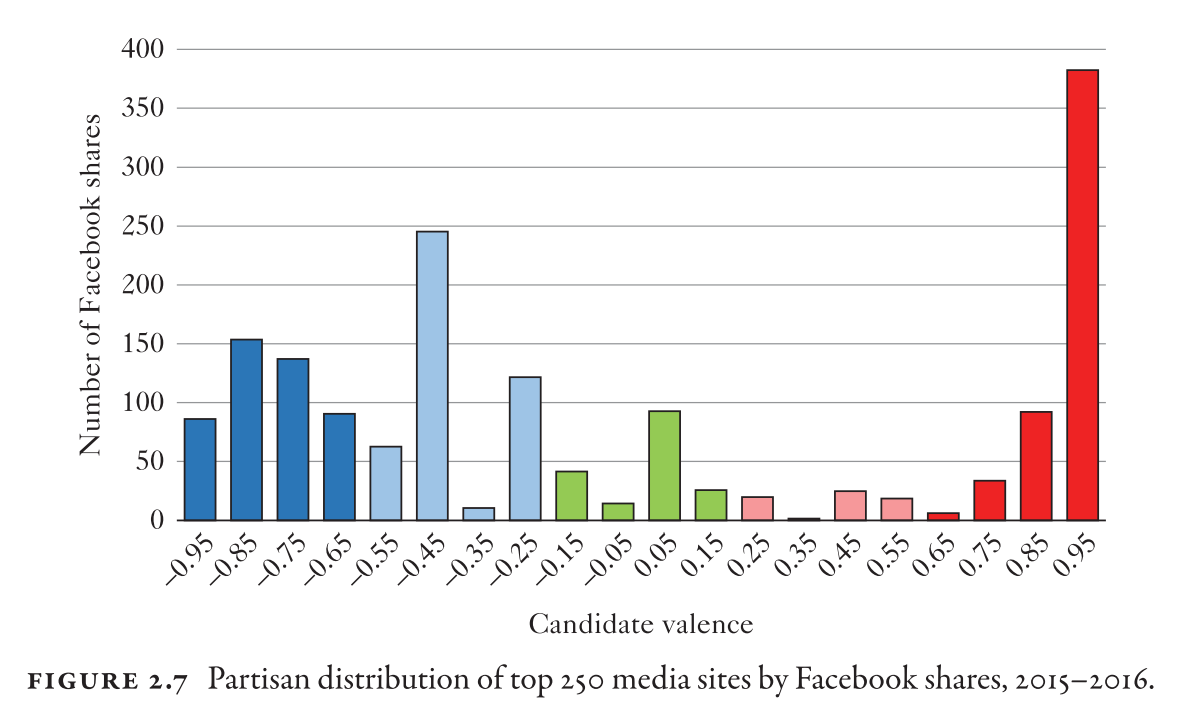 400
350
300
250
200
150
100
50
0
Number of Facebook shares
–0.95 –0.85 –0.75 –0.65 –0.55 –0.45 –0.35 –0.25 –0.15 –0.05 0.05 0.15 0.25 0.35 0.45 0.55 0.65 0.75 0.85 0.95
Candidate valence
FIGURE 2.7 Partisan distribution of top 250 media sites by Facebook shares, 2015–2016.